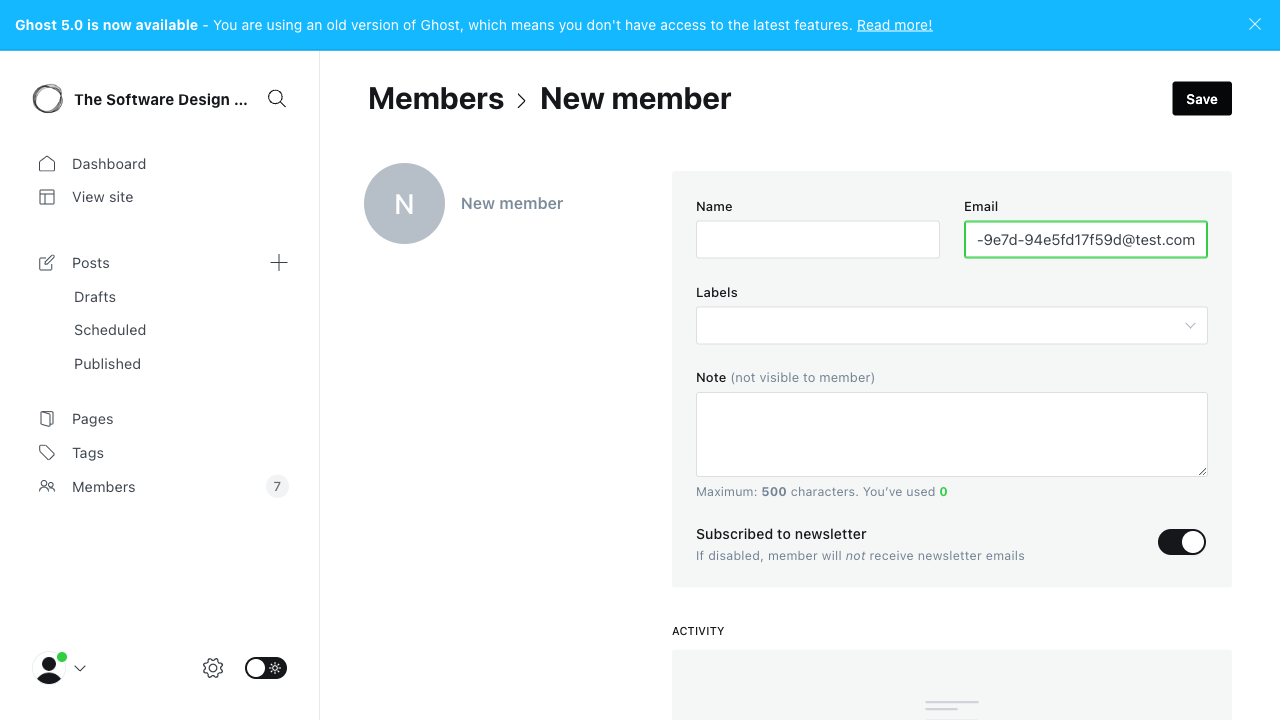 Ghost 5.0 is now available - You are using an old version of Ghost, which means you don't have access to the latest features. Read more!
The Software Design ...
Dashboard
View site
Posts
Drafts
Scheduled
Published
Pages
Tags
Members 7
Members > New member
Save
N
New member
Name
Email
-9e7d-94e5fd17f59d@test.com
Labels
Note (not visible to member)
Maximum: 500 characters. You've used 0
Subscribed to newsletter
If disabled, member will not receive newsletter emails
ACTIVITY